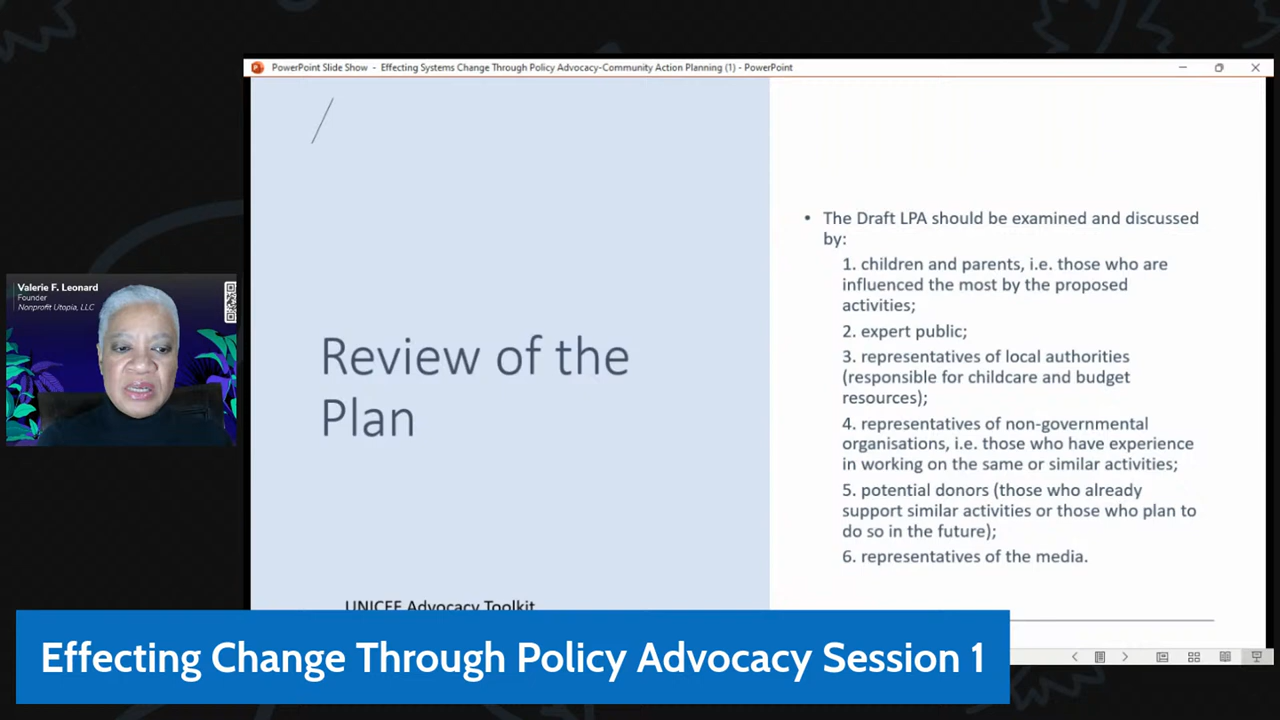 PowerPoint Slide Show - Effecting Systems Change Through Policy Advocacy-Community Action Planning (1) - PowerPoint
Valerie F. Leonard
Founder
Nonprofit Utopia, LLC
Review of the
Plan
UNICEF Advocacy Toolkit
• The Draft LPA should be examined and discussed
by:
1. children and parents, i.e. those who are
influenced the most by the proposed
activities;
2. expert public;
3. representatives of local authorities
(responsible for childcare and budget
resources);
4. representatives of non-governmental
organisations, i.e. those who have experience
in working on the same or similar activities;
5. potential donors (those who already
support similar activities or those who plan to
do so in the future);
6. representatives of the media.
Effecting Change Through Policy Advocacy Session 1